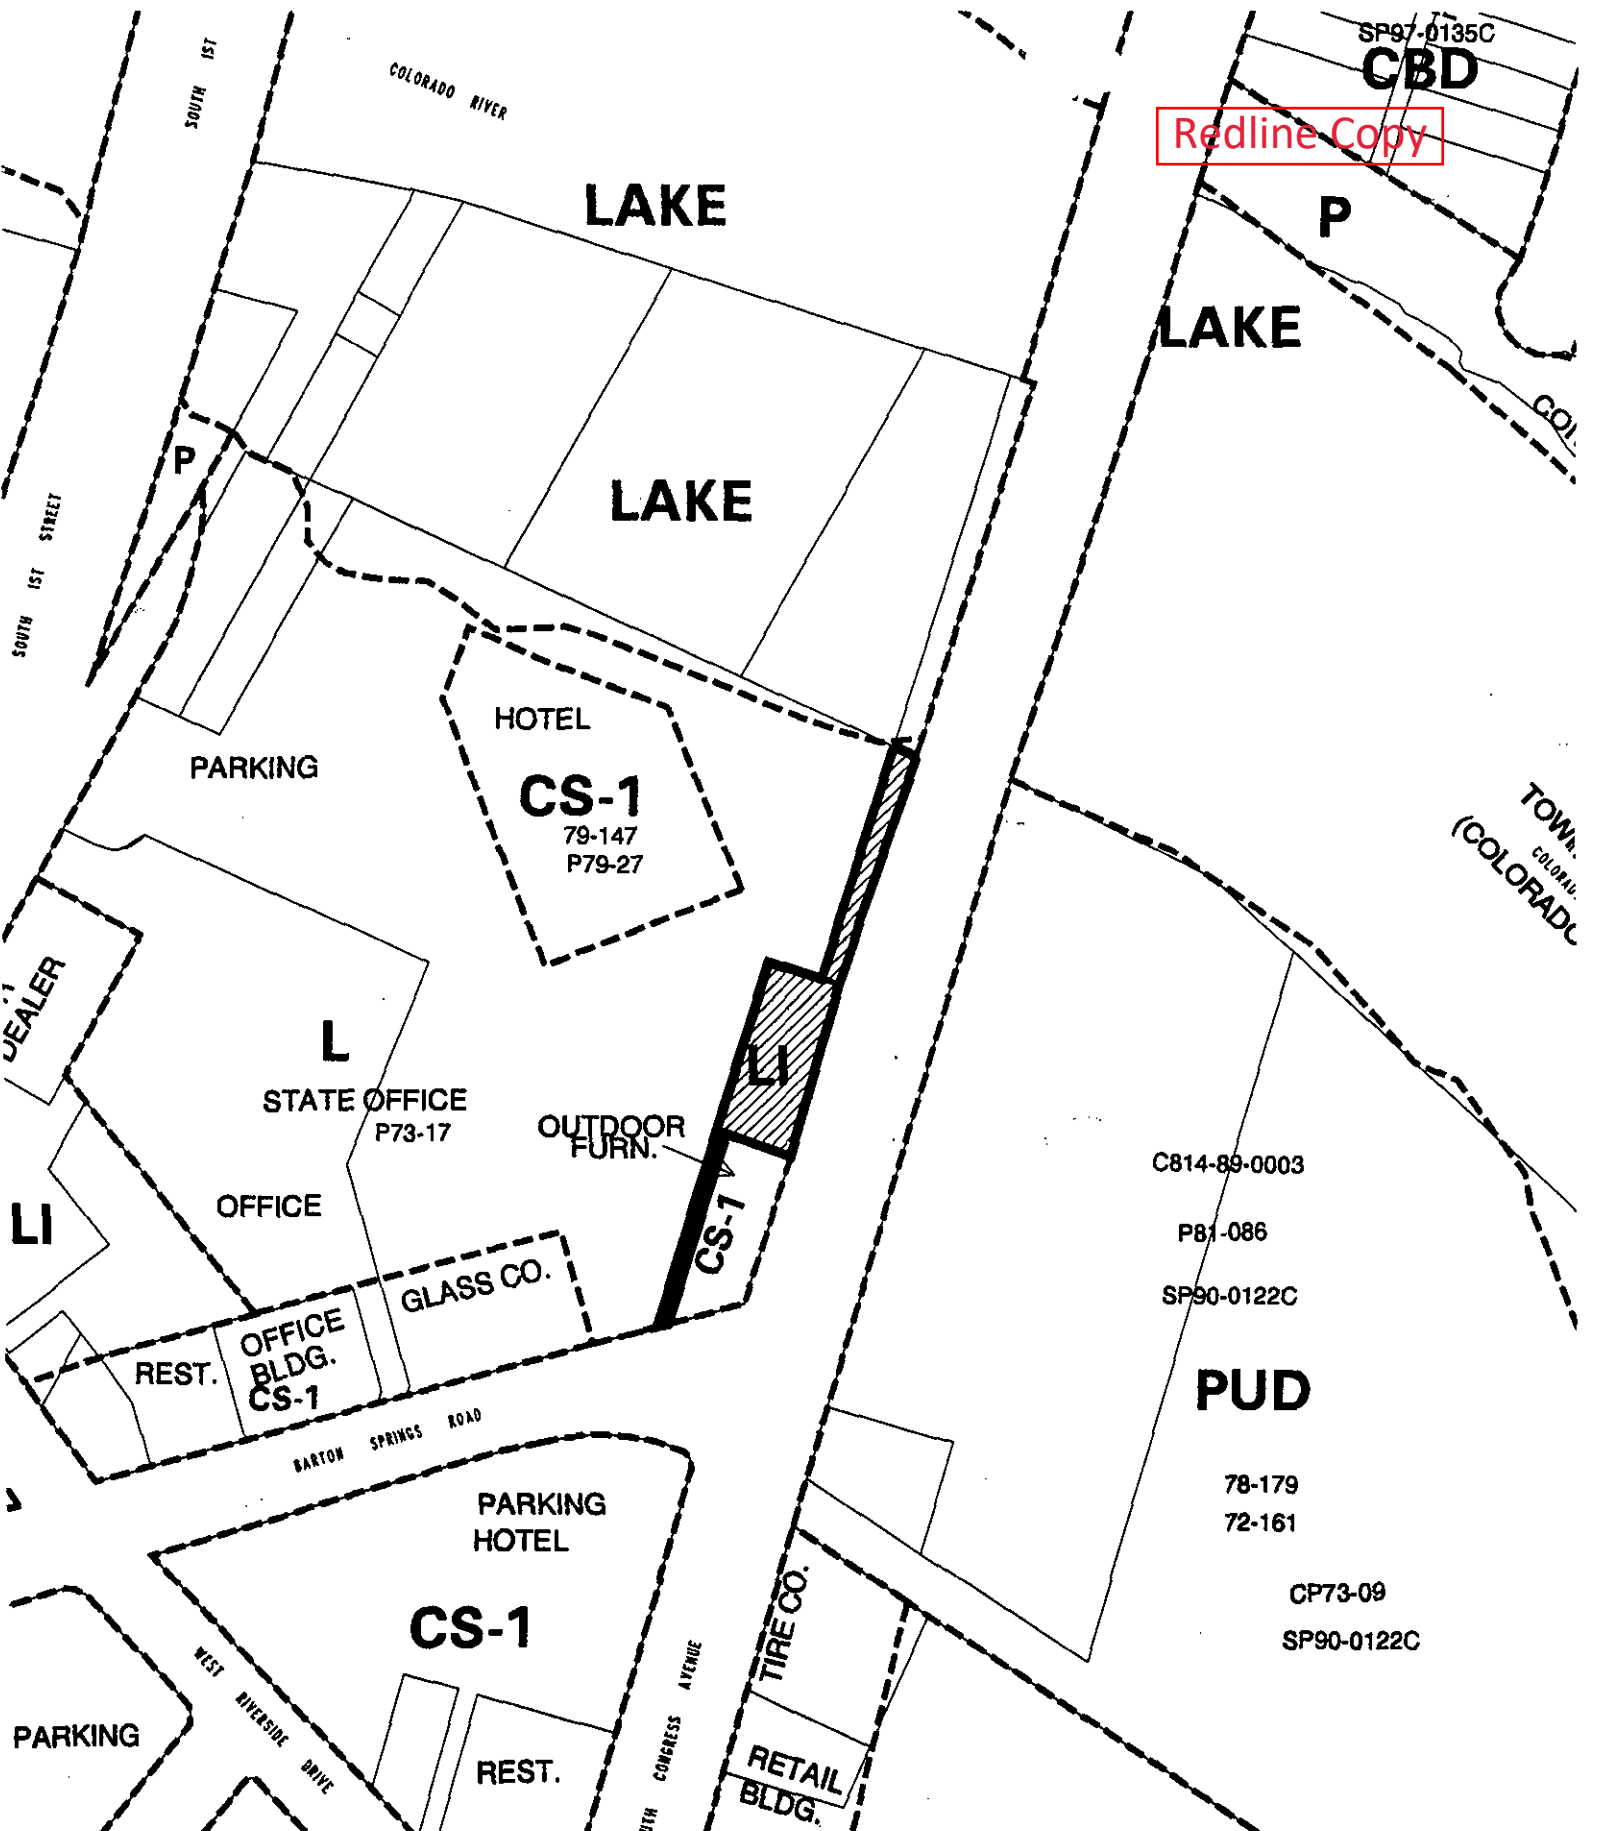 SP97-0135C
CBD
Redline Copy
SOUTH 1ST
COLORADO RIVER
LAKE
P
LAKE
P
LAKE
SOUTH 1ST STREET
HOTEL
CS-1
79-147
P79-27
PARKING
(COLORADO
DEALER
L
STATE OFFICE
P73-17
LI
OUTDOOR
FURN.
OFFICE
LI
CS-1
C814-89-0003
P81-086
SP90-0122C
GLASS CO.
OFFICE
BLDG.
CS-1
REST.
PUD
BARTON SPRINGS ROAD
78-179
72-161
PARKING
HOTEL
CS-1
TIRE CO.
CP73-09
SP90-0122C
WEST RIVERSIDE DRIVE
CONGRESS AVENUE
PARKING
REST.
RETAIL
BLDG.